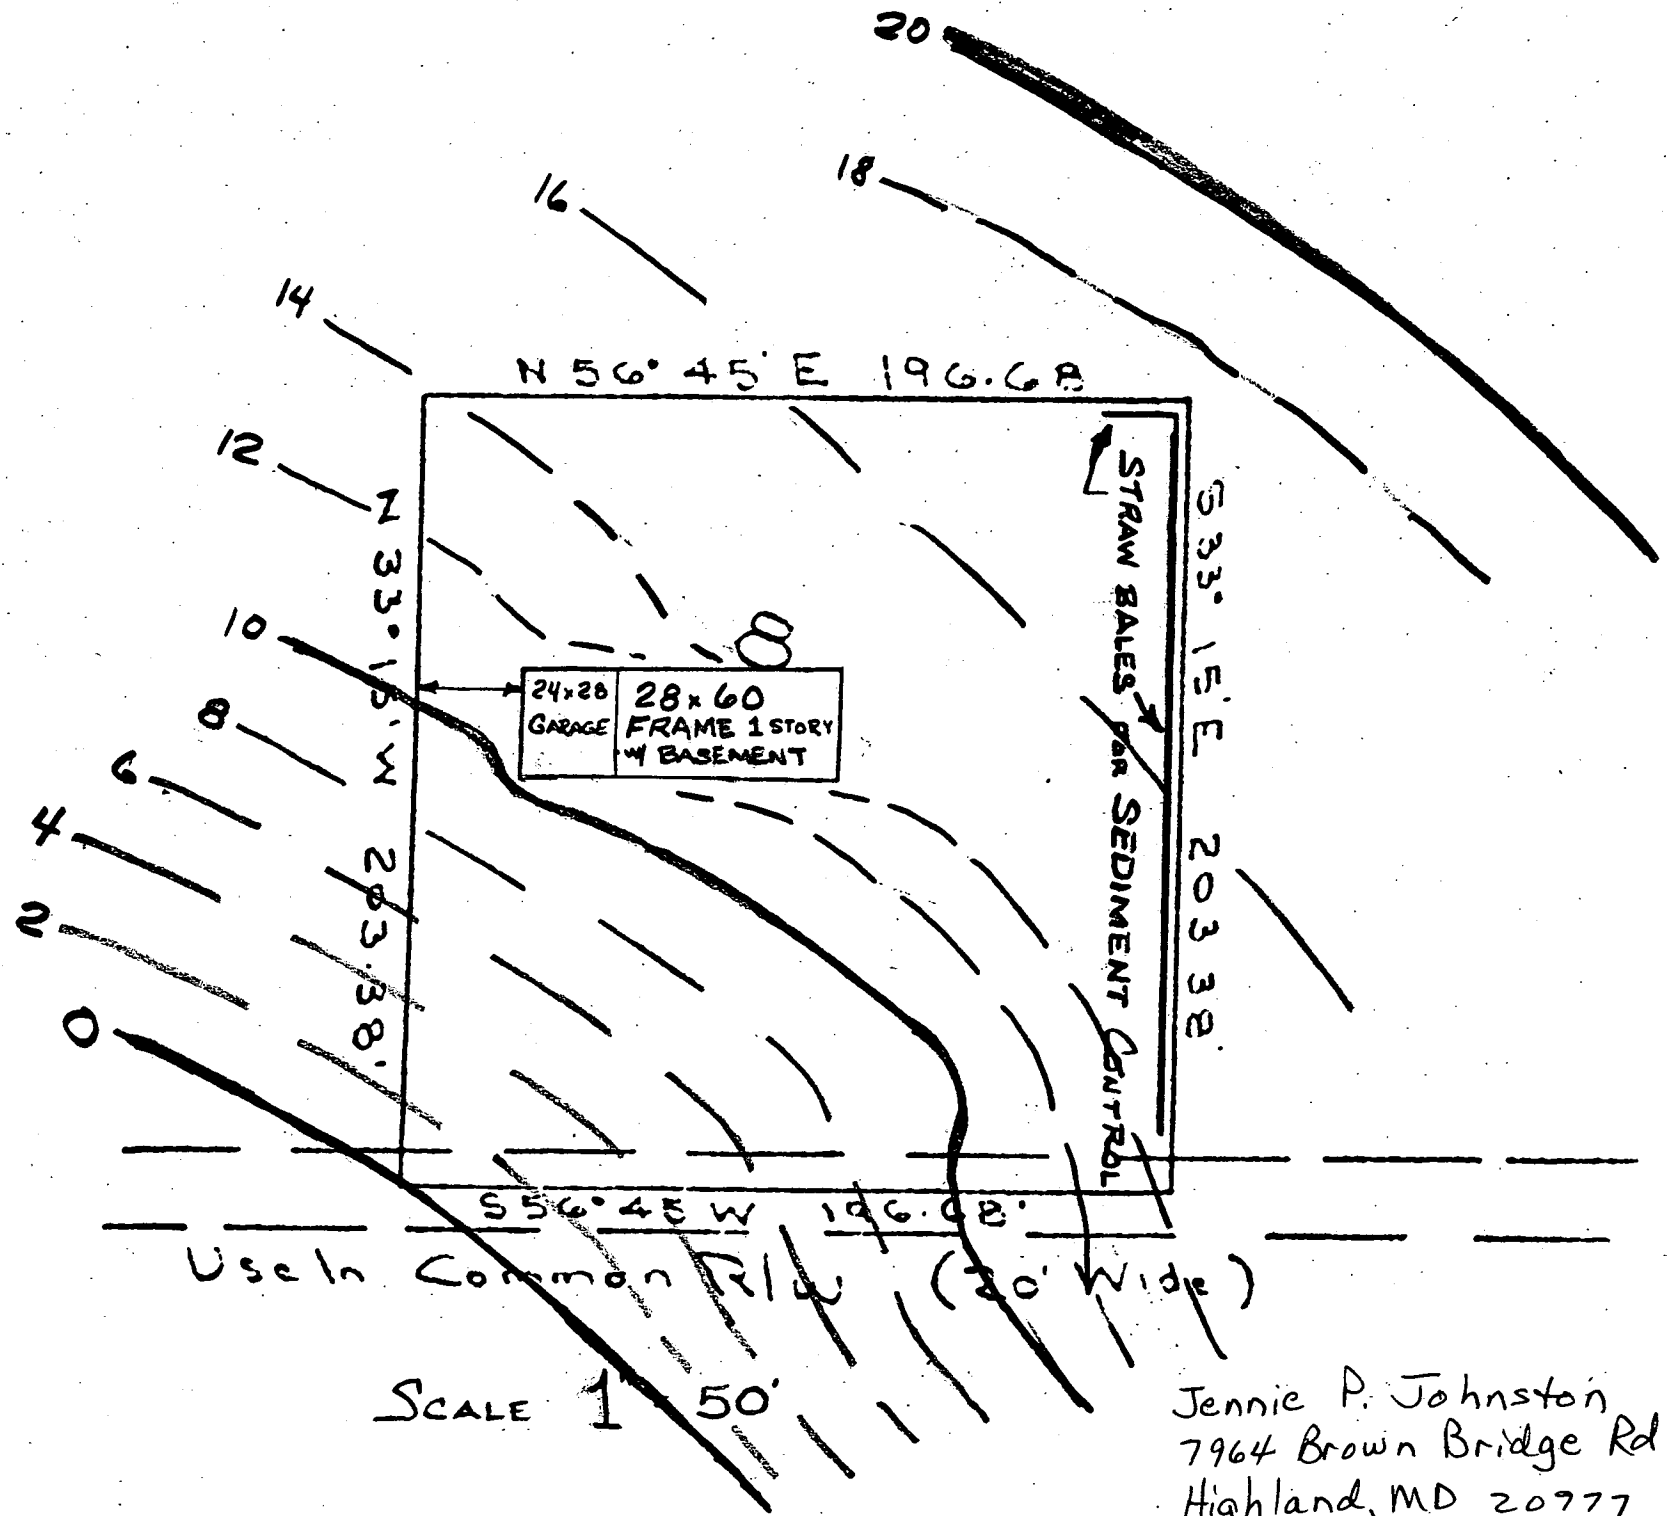 20
18
16
14
N 56° 45' E 196.68
12
N 33° 15' W 203.38'
STRAW BALES FOR SEDIMENT CONTROL
S 33° 15' E 203 38
10
24x28
GARAGE
28 x 60
FRAME 1 STORY
W/ BASEMENT
8
6
4
2
0
S 56° 45 W 196.68'
Use In Common R/W (20' Wide)
SCALE 1" 50'
Jennie P. Johnston
7964 Brown Bridge Rd
Highland, MD 20777